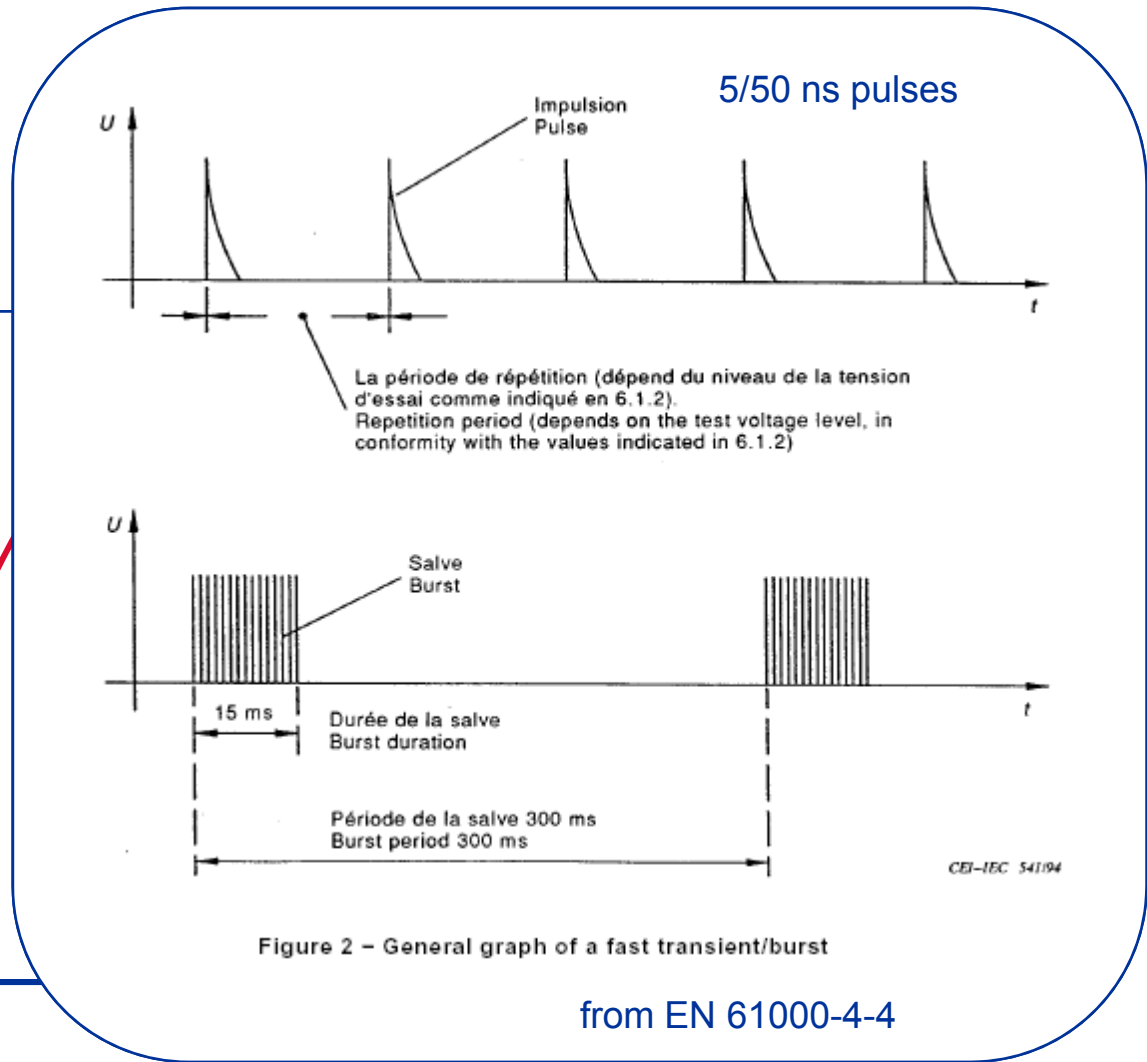 5/50 ns pulses
U
Impulsion
Pulse
t
La période de répétition (dépend du niveau de la tension
d'essai comme indiqué en 6.1.2).
Repetition period (depends on the test voltage level, in
conformity with the values indicated in 6.1.2)
U
Salve
Burst
t
15 ms
Durée de la salve
Burst duration
Période de la salve 300 ms
Burst period 300 ms
CEI-IEC 541/94
Figure 2 – General graph of a fast transient/burst
from EN 61000-4-4